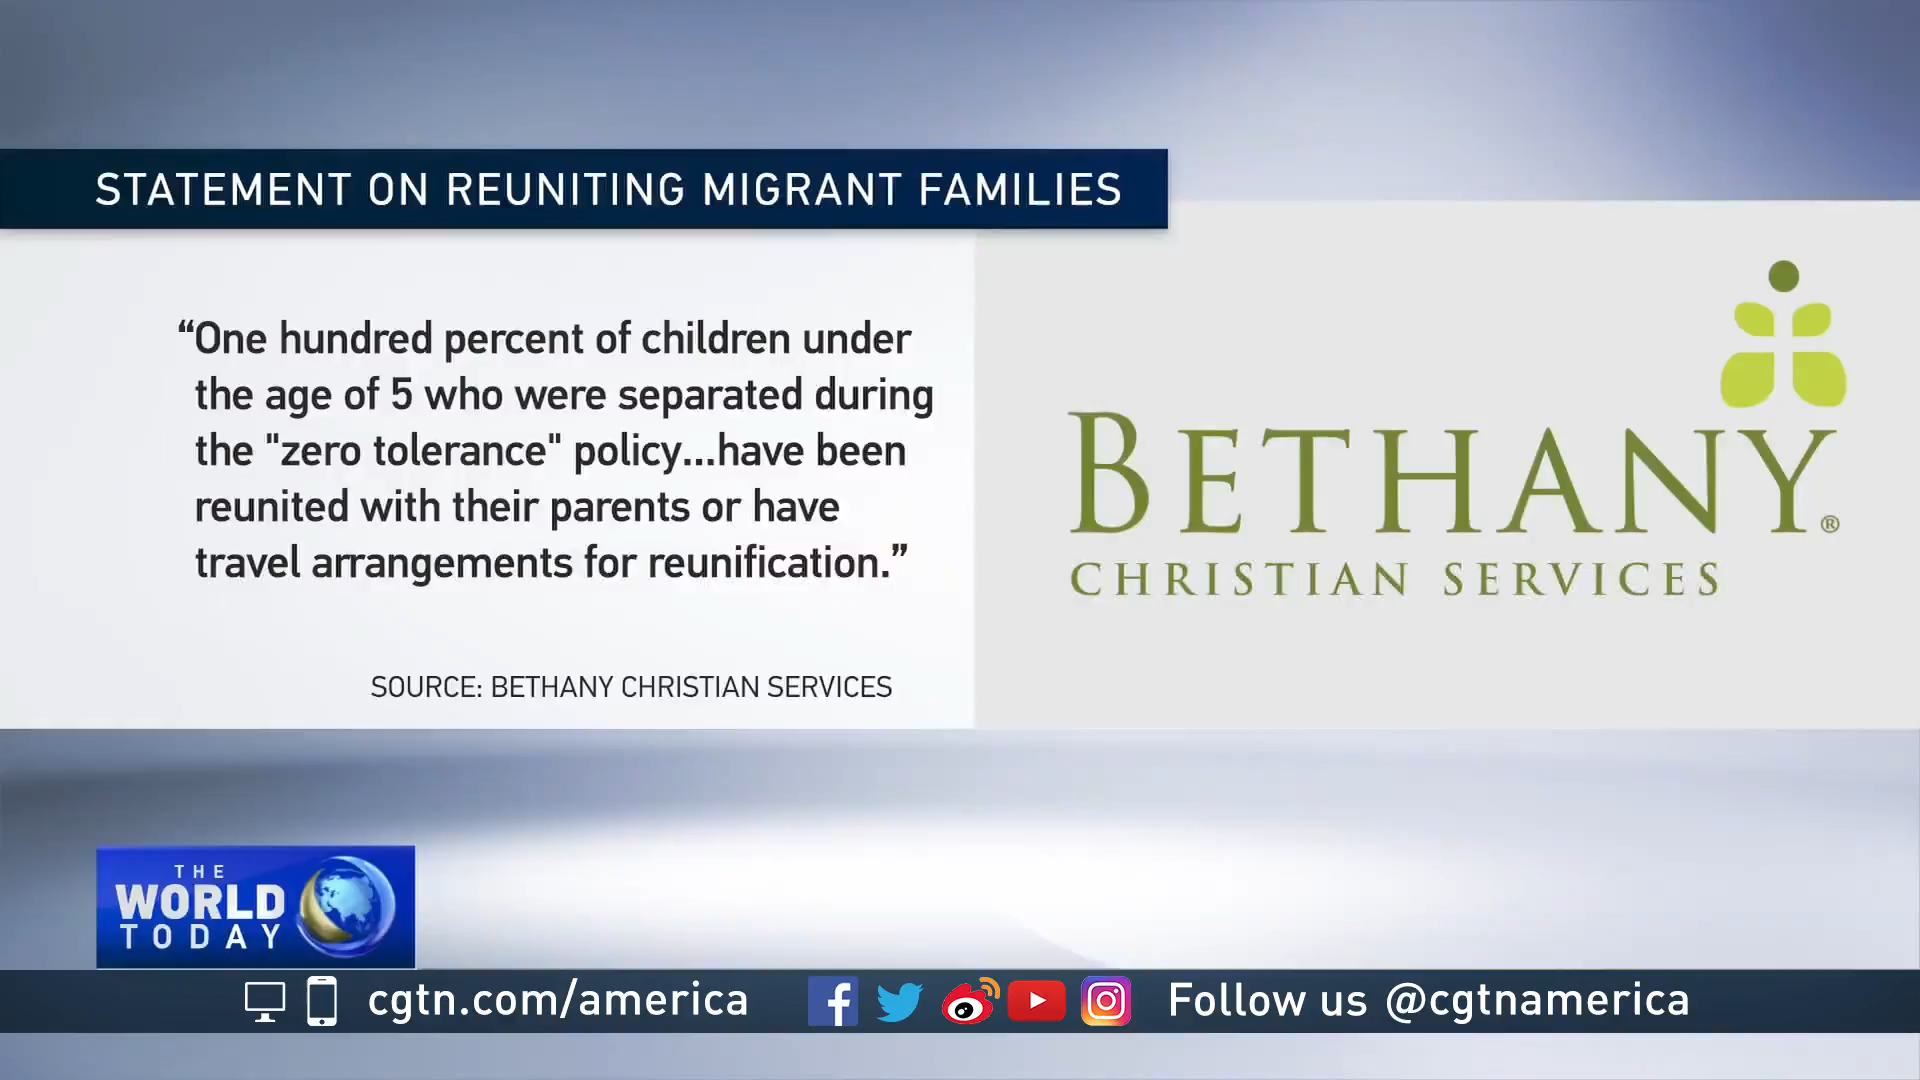 STATEMENT ON REUNITING MIGRANT FAMILIES
“One hundred percent of children under
the age of 5 who were separated during
the "zero tolerance" policy...have been
reunited with their parents or have
travel arrangements for reunification.”
SOURCE: BETHANY CHRISTIAN SERVICES
BETHANY®
CHRISTIAN SERVICES
THE
WORLD
TODAY
cgtn.com/america
Follow us @cgtnamerica